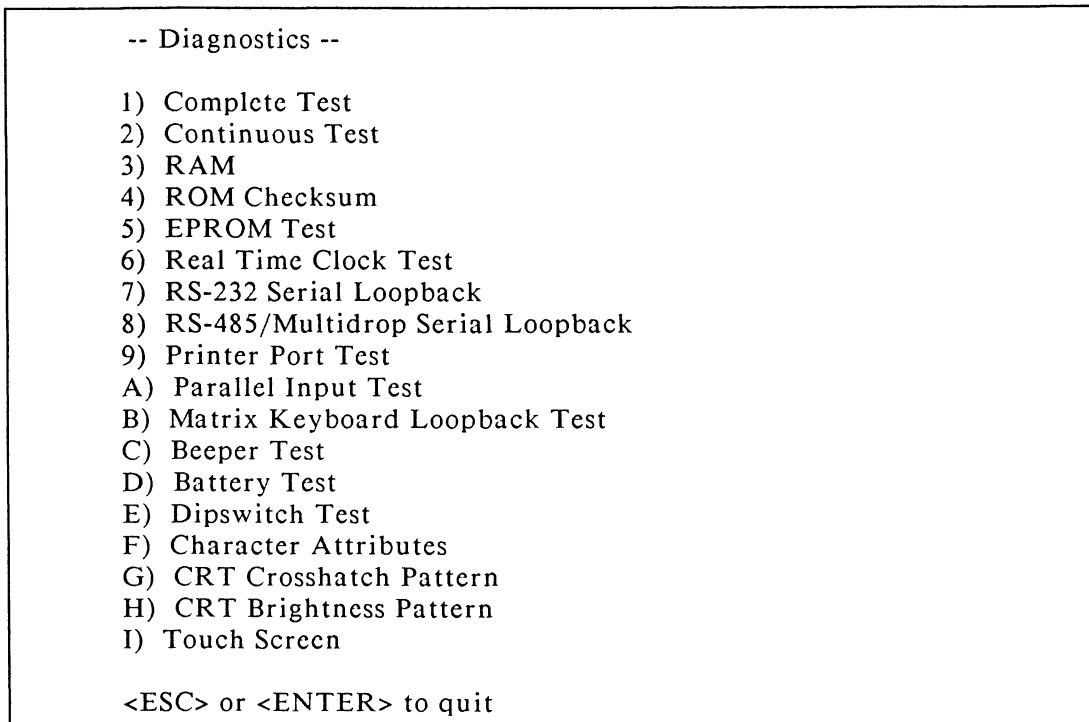 -- Diagnostics --
1) Complete Test
2) Continuous Test
3) RAM
4) ROM Checksum
5) EPROM Test
6) Real Time Clock Test
7) RS-232 Serial Loopback
8) RS-485/Multidrop Serial Loopback
9) Printer Port Test
A) Parallel Input Test
B) Matrix Keyboard Loopback Test
C) Beeper Test
D) Battery Test
E) Dipswitch Test
F) Character Attributes
G) CRT Crosshatch Pattern
H) CRT Brightness Pattern
I) Touch Screen
<ESC> or <ENTER> to quit